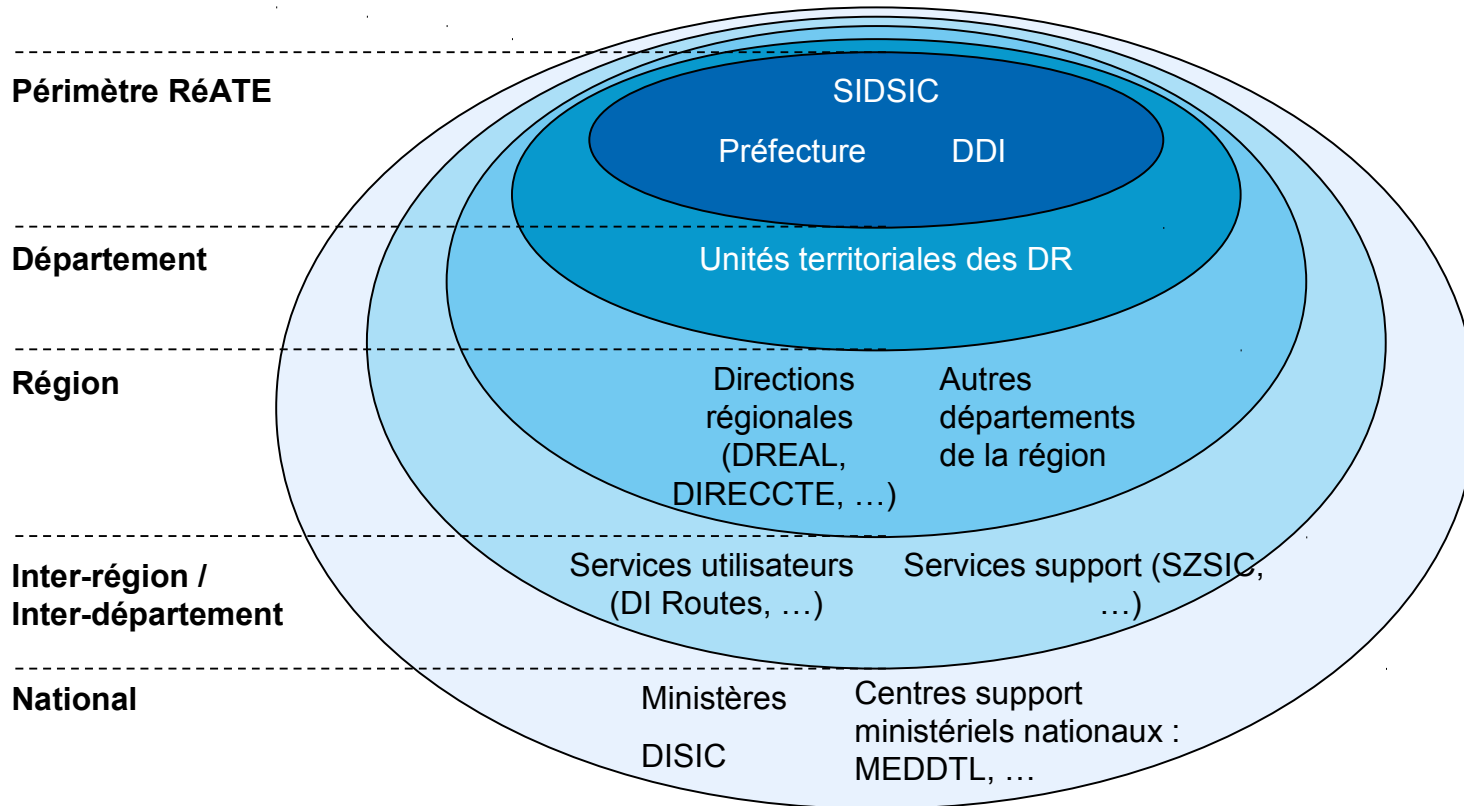 Périmètre RéATE
SIDSIC
Préfecture
DDI
Département
Unités territoriales des DR
Région
Directions
régionales
(DREAL,
DIRECCTE, …)
Autres
départements
de la région
Inter-région /
Inter-département
Services utilisateurs
(DI Routes, …)
Services support (SZSIC,
…)
National
Ministères
DISIC
Centres support
ministériels nationaux :
MEDDTL, …